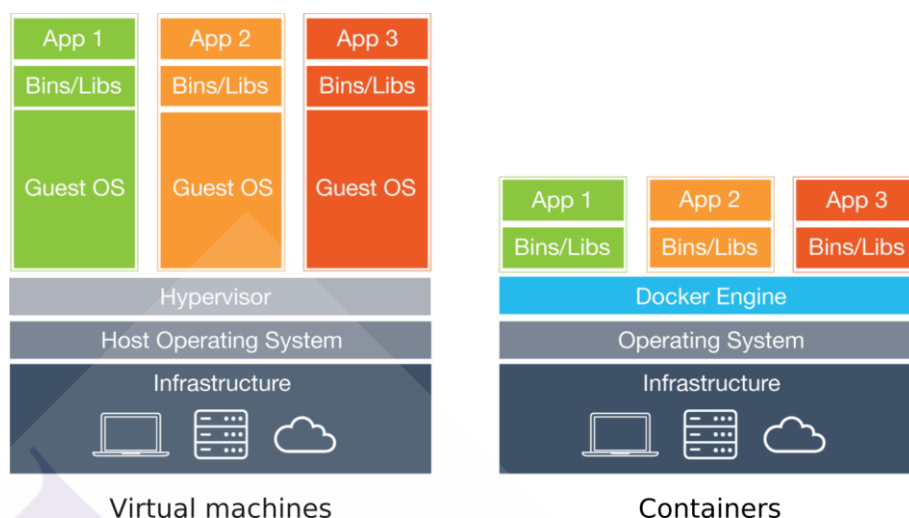 App 1
Bins/Libs
Guest OS
App 2
Bins/Libs
Guest OS
App 3
Bins/Libs
Guest OS
Hypervisor
Host Operating System
Infrastructure
Virtual machines
App 1
Bins/Libs
App 2
Bins/Libs
App 3
Bins/Libs
Docker Engine
Operating System
Infrastructure
Containers